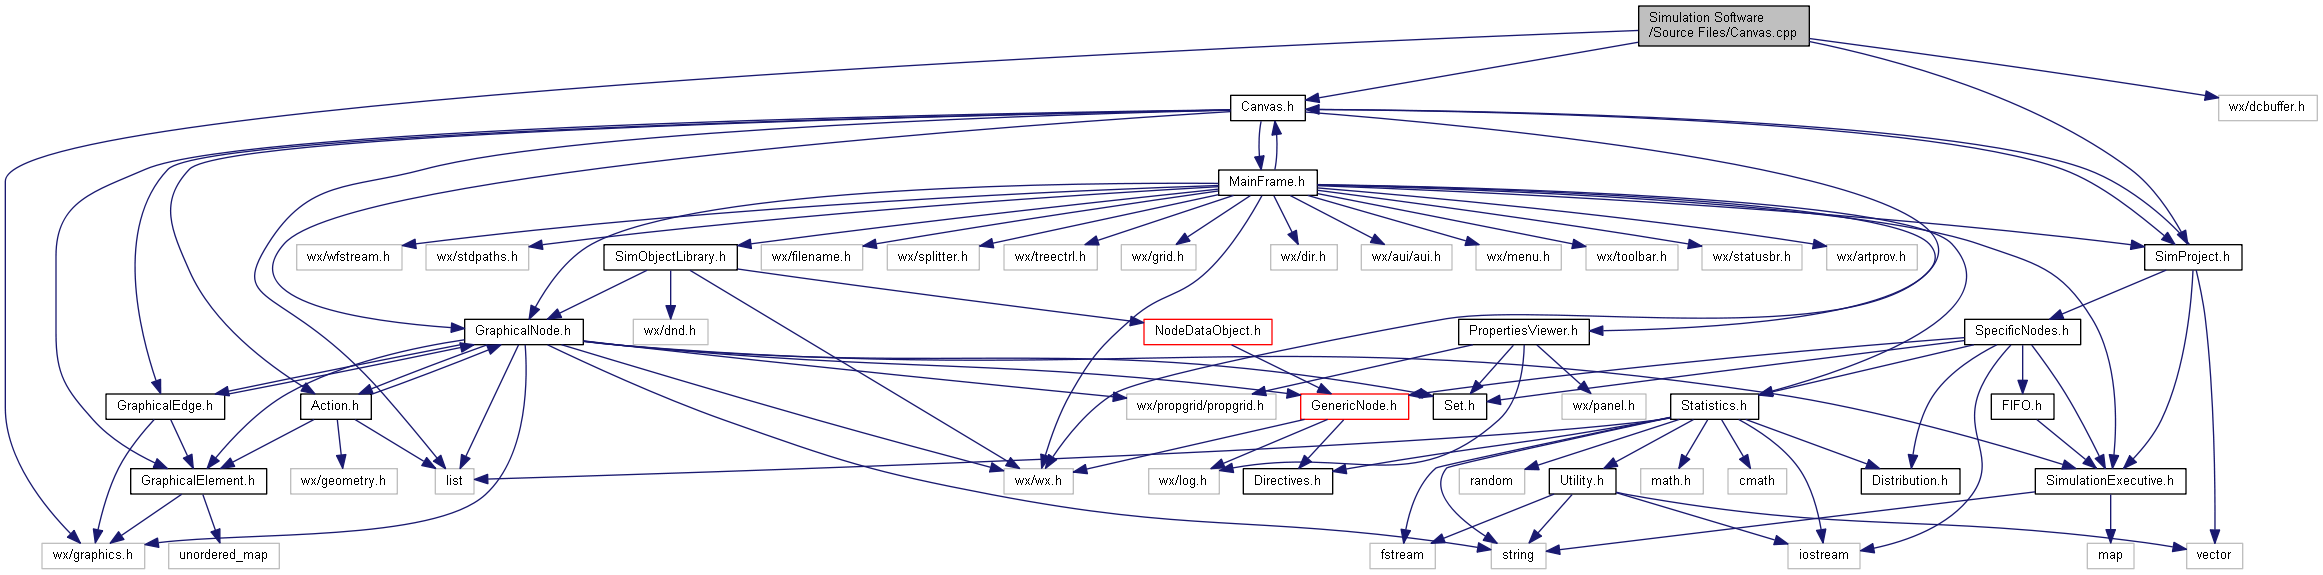 Simulation Software
/Source Files/Canvas.cpp
Canvas.h
wx/dcbuffer.h
MainFrame.h
wx/wfstream.h
wx/stdpaths.h
SimObjectLibrary.h
wx/filename.h
wx/splitter.h
wx/treectrl.h
wx/grid.h
wx/dir.h
wx/aui/aui.h
wx/menu.h
wx/toolbar.h
wx/statusbr.h
wx/artprov.h
SimProject.h
GraphicalNode.h
wx/dnd.h
NodeDataObject.h
PropertiesViewer.h
SpecificNodes.h
GraphicalEdge.h
Action.h
wx/propgrid/propgrid.h
GenericNode.h
Set.h
wx/panel.h
Statistics.h
FIFO.h
GraphicalElement.h
wx/geometry.h
list
wx/wx.h
wx/log.h
Directives.h
random
Utility.h
math.h
cmath
Distribution.h
SimulationExecutive.h
wx/graphics.h
unordered_map
fstream
string
iostream
map
vector